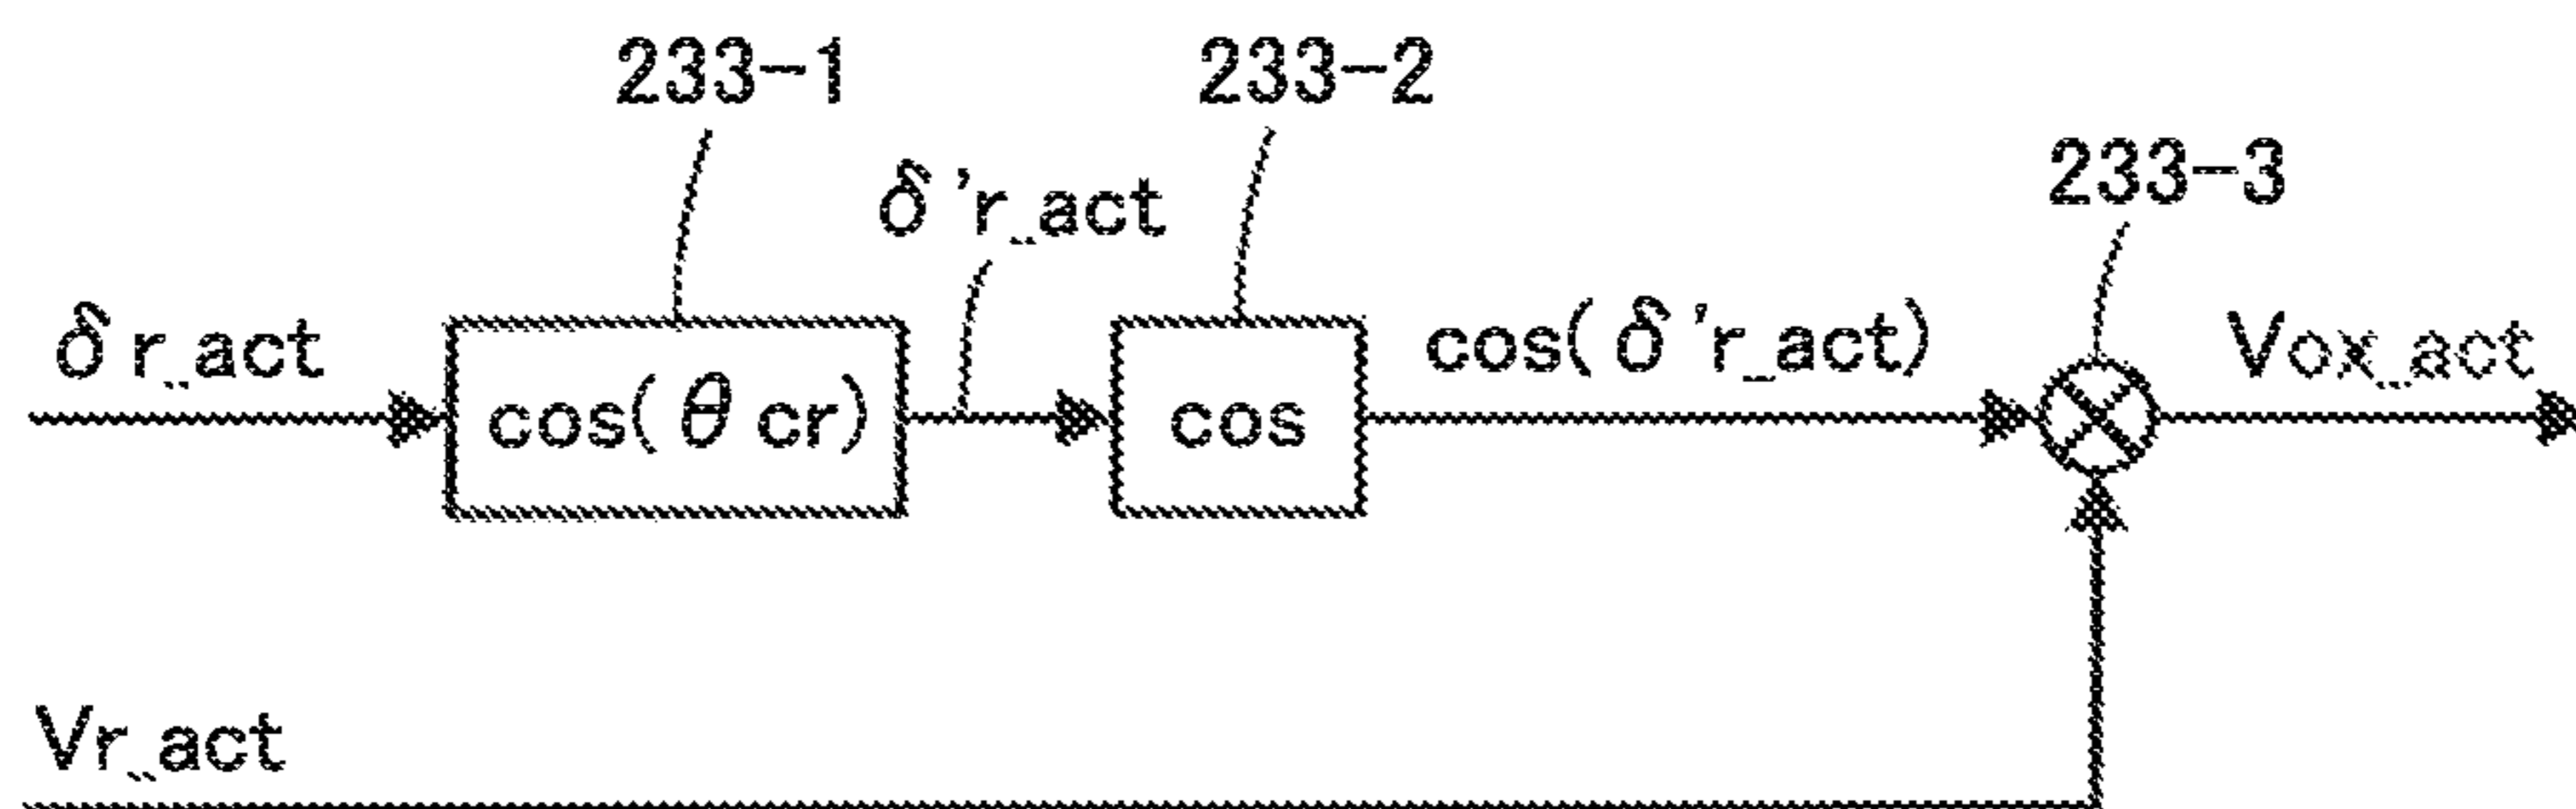 233-1
233-2
233-3
δ'r_act
δr_act
cos(θcr)
cos
cos(δ'r_act)
Vox_act
Vr_act